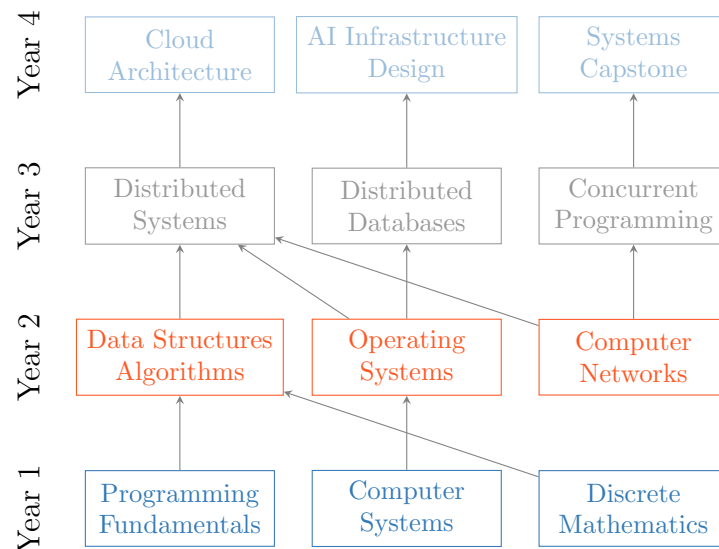 Year 4
Cloud
Architecture
AI Infrastructure
Design
Systems
Capstone
Year 3
Distributed
Systems
Distributed
Databases
Concurrent
Programming
Year 2
Data Structures
Algorithms
Operating
Systems
Computer
Networks
Year 1
Programming
Fundamentals
Computer
Systems
Discrete
Mathematics